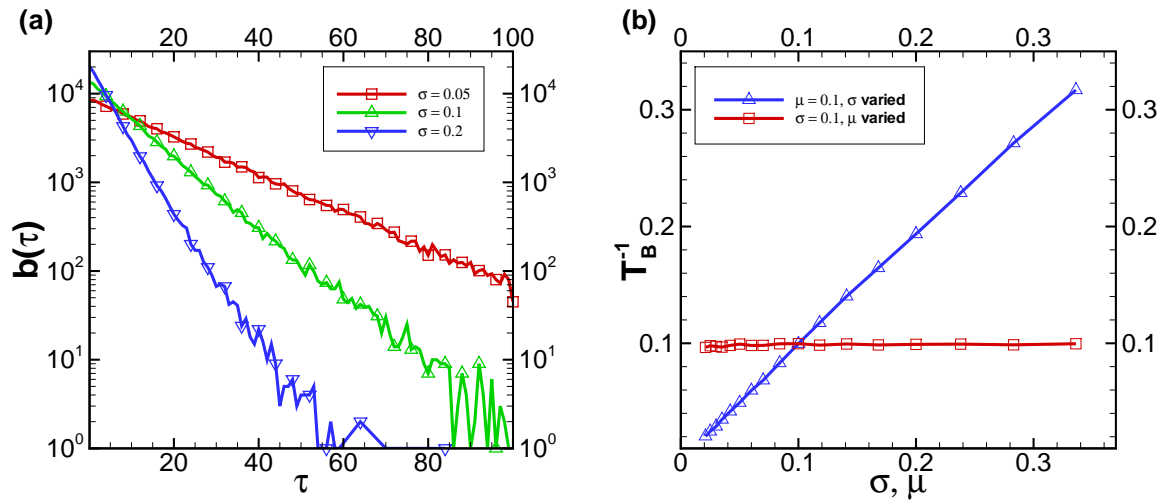 (a)
20 40 60 80 100
10⁴ 10³ 10² 10¹ 10⁰
b(τ)
σ = 0.05
σ = 0.1
σ = 0.2
10⁴ 10³ 10² 10¹ 10⁰
20 40 60 80 100
τ
(b)
0 0.1 0.2 0.3
0.3 0.2 0.1
T_B^-1
μ = 0.1, σ varied
σ = 0.1, μ varied
0.3 0.2 0.1
0 0.1 0.2 0.3
σ, μ